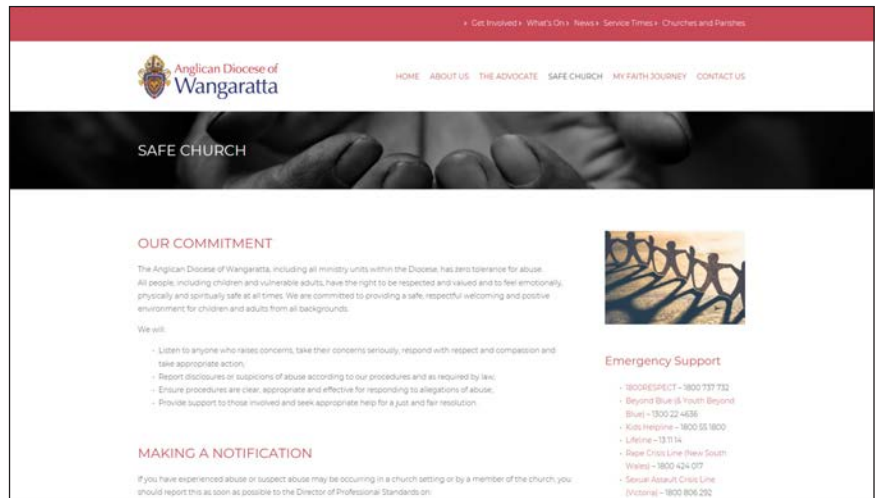 Get Involved What's On News Service Times Churches and Parishes
Anglican Diocese of
Wangaratta
HOME ABOUT US THE ADVOCATE SAFE CHURCH MY FAITH JOURNEY CONTACT US
SAFE CHURCH
OUR COMMITMENT
The Anglican Diocese of Wangaratta, including all ministry units within the Diocese, has zero tolerance for abuse.
All people, including children and vulnerable adults, have the right to be respected and valued and to feel emotionally,
physically and spiritually safe at all times. We are committed to providing a safe, respectful welcoming and positive
environment for children and adults from all backgrounds.
We will:
- Listen to anyone who raises concerns, take their concerns seriously, respond with respect and compassion and
take appropriate action;
- Report disclosures or suspicions of abuse according to our procedures and as required by law;
- Ensure procedures are clear, appropriate and effective for responding to allegations of abuse;
- Provide support to those involved and seek appropriate help for a just and fair resolution.
MAKING A NOTIFICATION
If you have experienced abuse or suspect abuse may be occurring in a church setting or by a member of the church, you
should report this as soon as possible to the Director of Professional Standards on:
Emergency Support
- 1800RESPECT – 1800 737 732
- Beyond Blue (& Youth Beyond
Blue) – 1300 22 4636
- Kids Helpline – 1800 55 1800
- Lifeline – 13 11 14
- Rape Crisis Line (New South
Wales) – 1800 424 017
- Sexual Assault Crisis Line
(Victoria) – 1800 806 292